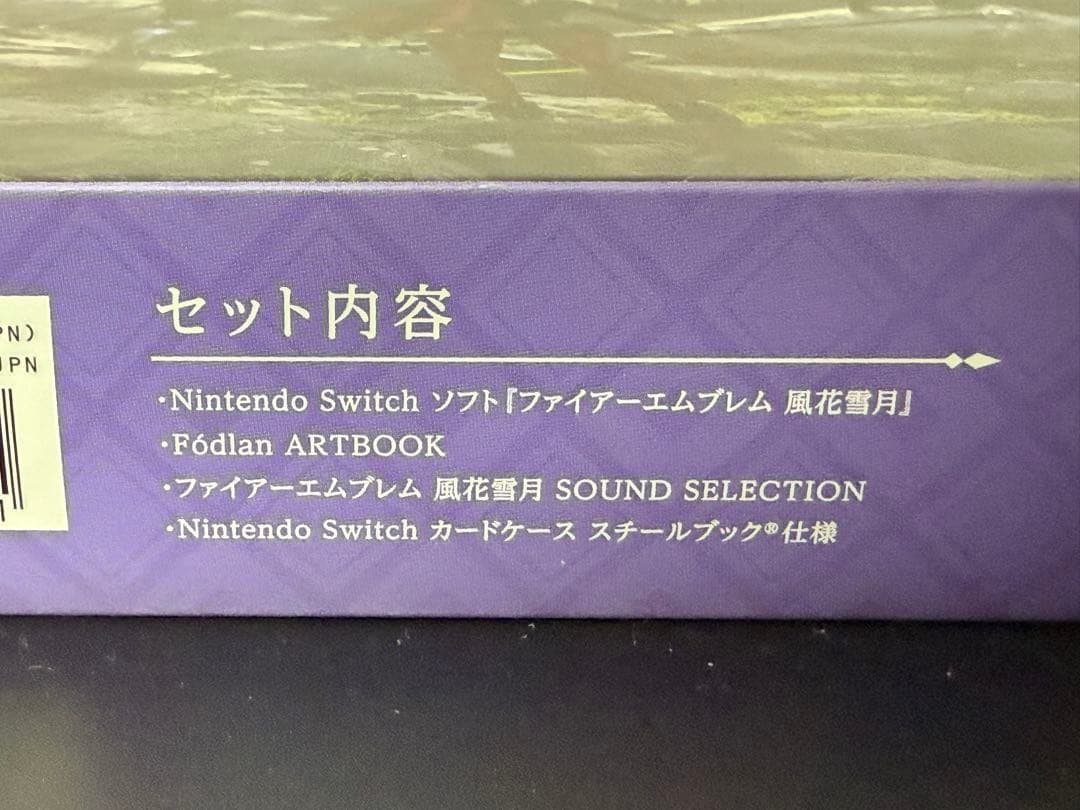 セット内容
・Nintendo Switch ソフト『ファイアーエムブレム 風花雪月』
・Fódlan ARTBOOK
・ファイアーエムブレム 風花雪月 SOUND SELECTION
・Nintendo Switch カードケース スチールブック®仕様
PN)
JPN